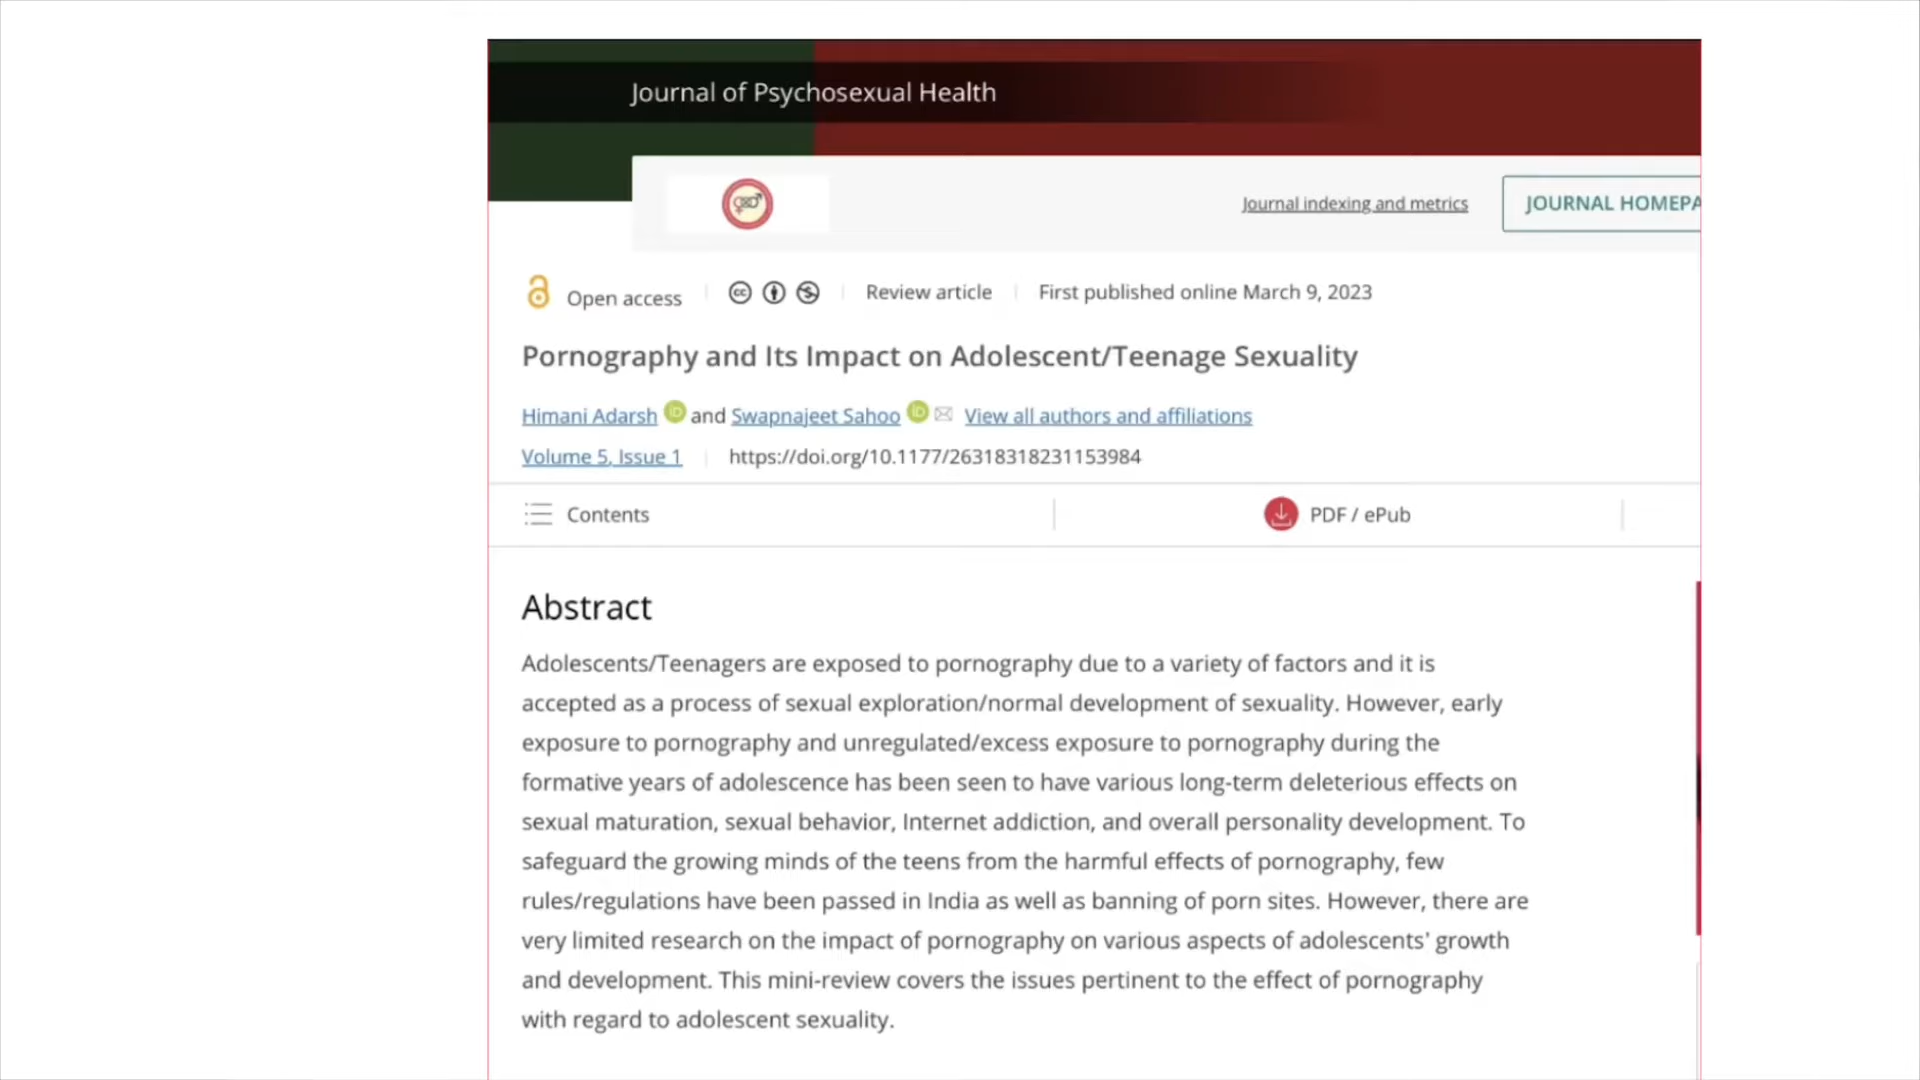 Journal of Psychosexual Health
Journal indexing and metrics
JOURNAL HOMEPA
Open access
Review article
First published online March 9, 2023
Pornography and Its Impact on Adolescent/Teenage Sexuality
Himani Adarsh iD and Swapnajeet Sahoo iD View all authors and affiliations
Volume 5, Issue 1
https://doi.org/10.1177/26318318231153984
Contents
PDF / ePub
Abstract
Adolescents/Teenagers are exposed to pornography due to a variety of factors and it is
accepted as a process of sexual exploration/normal development of sexuality. However, early
exposure to pornography and unregulated/excess exposure to pornography during the
formative years of adolescence has been seen to have various long-term deleterious effects on
sexual maturation, sexual behavior, Internet addiction, and overall personality development. To
safeguard the growing minds of the teens from the harmful effects of pornography, few
rules/regulations have been passed in India as well as banning of porn sites. However, there are
very limited research on the impact of pornography on various aspects of adolescents' growth
and development. This mini-review covers the issues pertinent to the effect of pornography
with regard to adolescent sexuality.